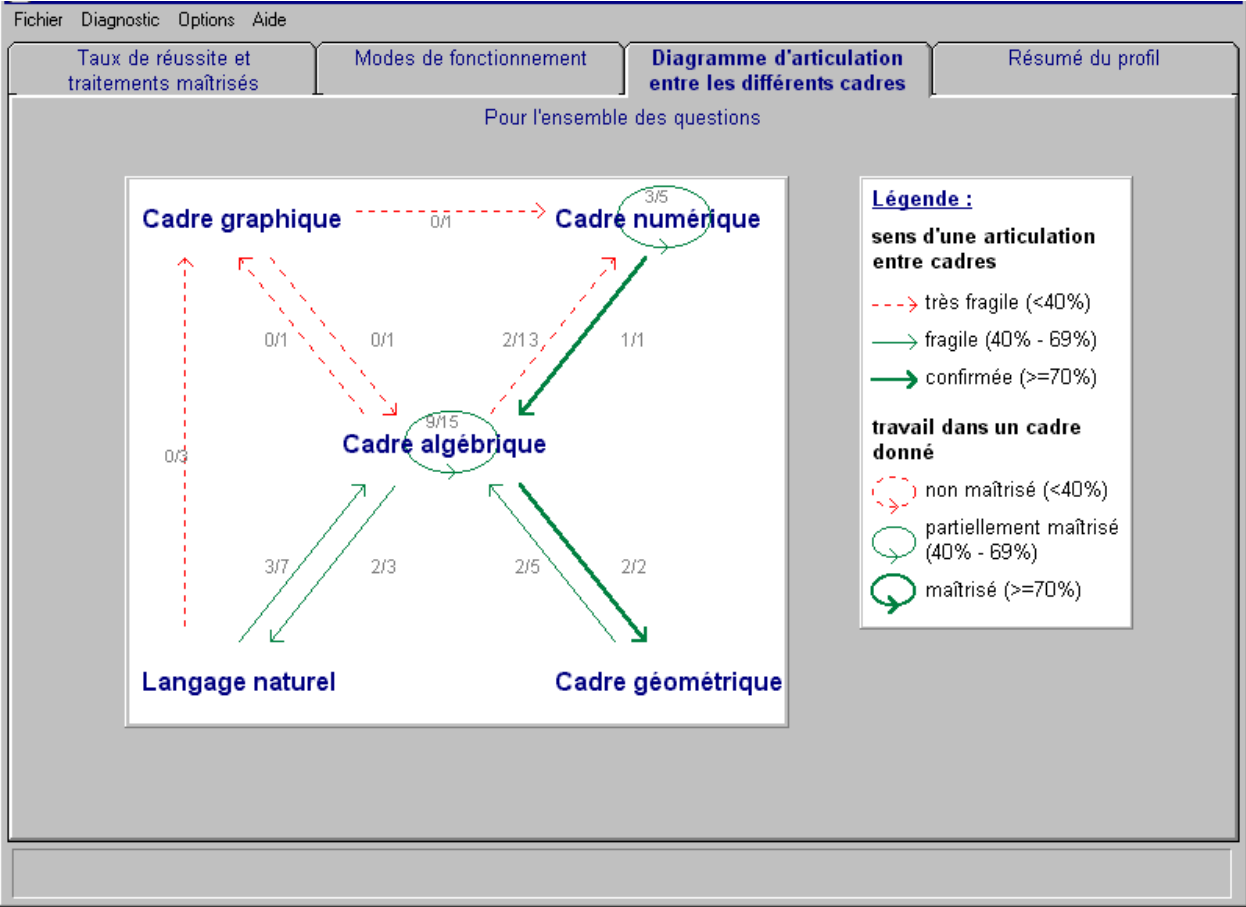 Fichier Diagnostic Options Aide
Taux de réussite et
traitements maîtrisés
Modes de fonctionnement
Diagramme d'articulation
entre les différents cadres
Résumé du profil
Pour l'ensemble des questions
3/5
Cadre graphique
0/1
Cadre numérique
0/1
0/1
2/13
1/1
9/15
Cadre algébrique
0/3
3/7
2/3
2/5
2/2
Langage naturel
Cadre géométrique
Légende :
sens d'une articulation
entre cadres
très fragile (<40%)
fragile (40% - 69%)
confirmée (>=70%)
travail dans un cadre
donné
non maîtrisé (<40%)
partiellement maîtrisé
(40% - 69%)
maîtrisé (>=70%)